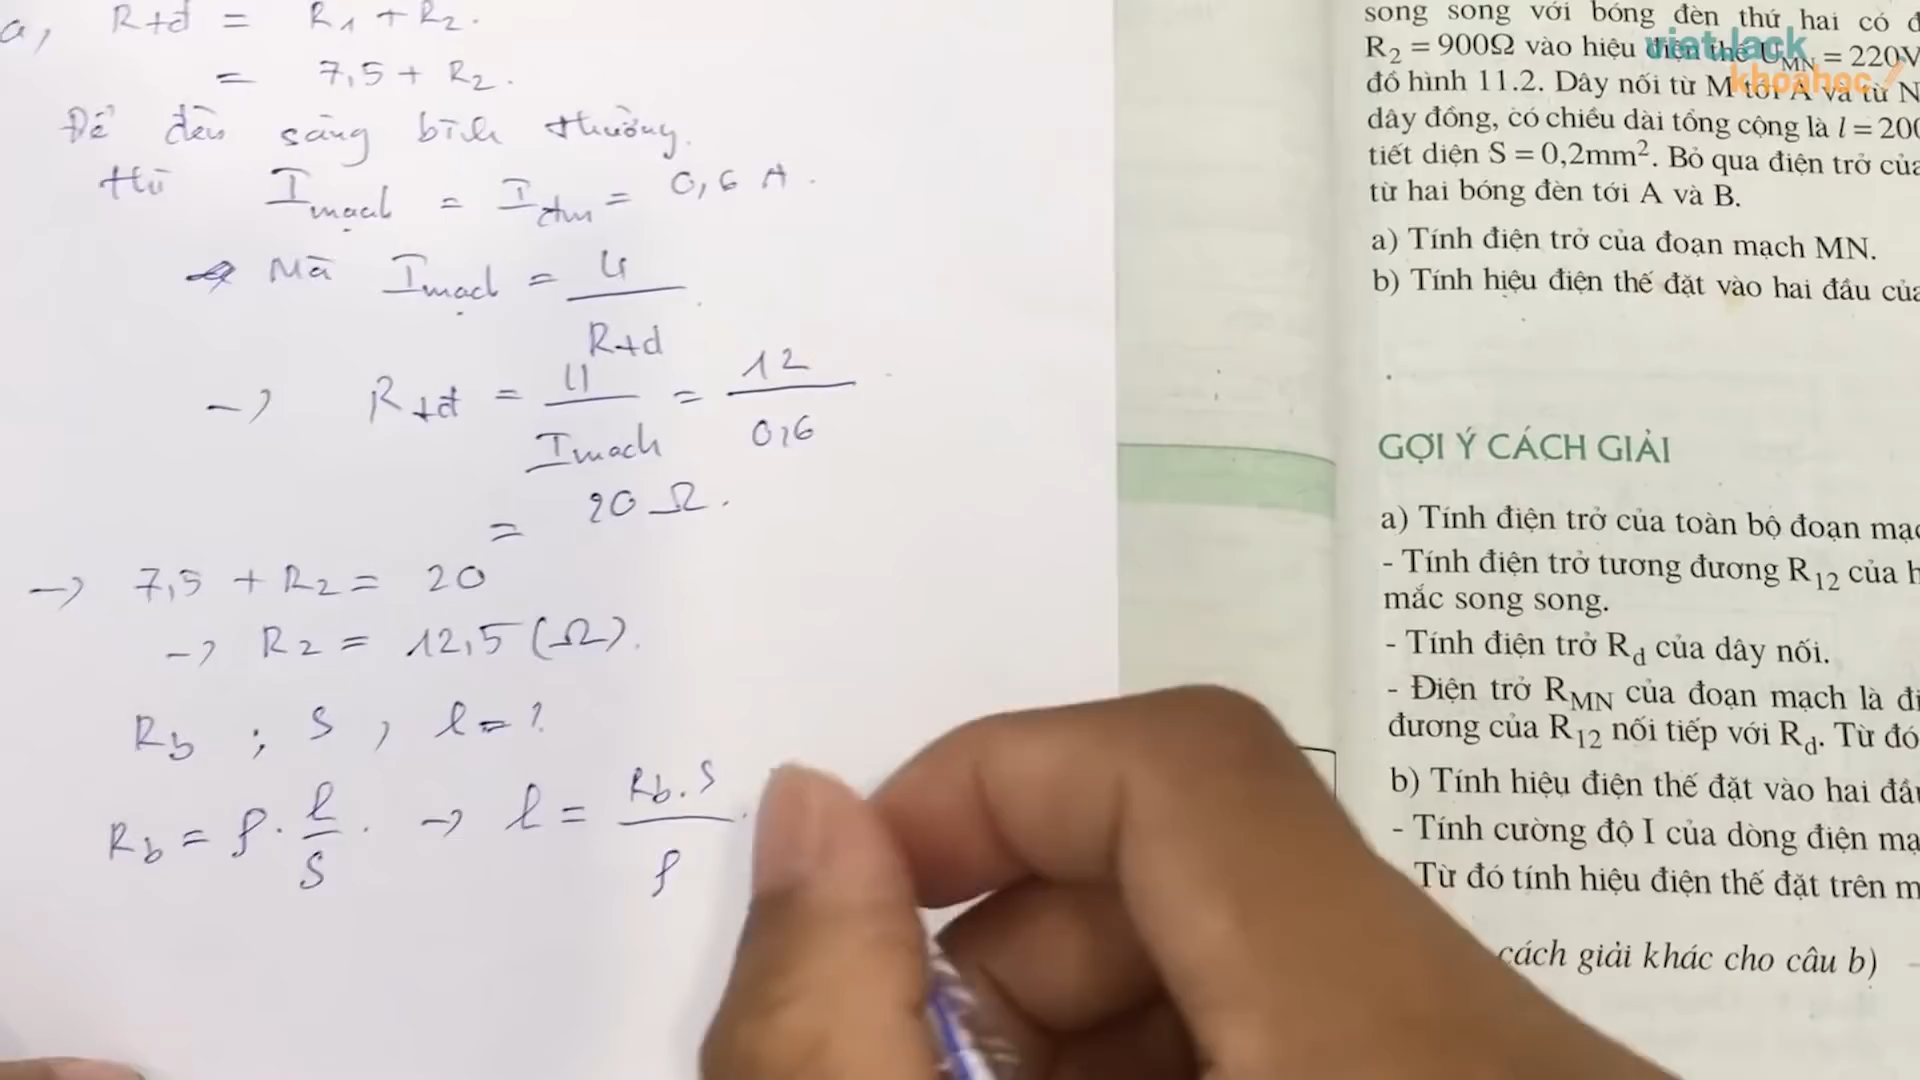 a, Rtđ = R1 + R2.
= 7,5 + R2.
Để đèn sáng bình thường.
thì Imạch = Iđm = 0,6 A.
Mà Imạch = U / Rtđ
→ Rtđ = U / Imạch = 12 / 0,6
= 20 Ω.
→ 7,5 + R2 = 20
→ R2 = 12,5 (Ω).
Rb ; S , l = ?
Rb = ρ . l / S . → l = Rb . S / ρ .
song song với bóng đèn thứ hai có
R2 = 900Ω vào hiệu điện thế UMN = 220V
đồ hình 11.2. Dây nối từ M tới A và từ N
dây đồng, có chiều dài tổng cộng là l = 200
tiết diện S = 0,2mm². Bỏ qua điện trở của
từ hai bóng đèn tới A và B.
a) Tính điện trở của đoạn mạch MN.
b) Tính hiệu điện thế đặt vào hai đầu của
GỢI Ý CÁCH GIẢI
a) Tính điện trở của toàn bộ đoạn mạc
- Tính điện trở tương đương R12 của h
mắc song song.
- Tính điện trở Rd của dây nối.
- Điện trở RMN của đoạn mạch là đi
đương của R12 nối tiếp với Rd. Từ đó
b) Tính hiệu điện thế đặt vào hai đầu
- Tính cường độ I của dòng điện mạ
Từ đó tính hiệu điện thế đặt trên m
cách giải khác cho câu b)
vietjack
khoahoc